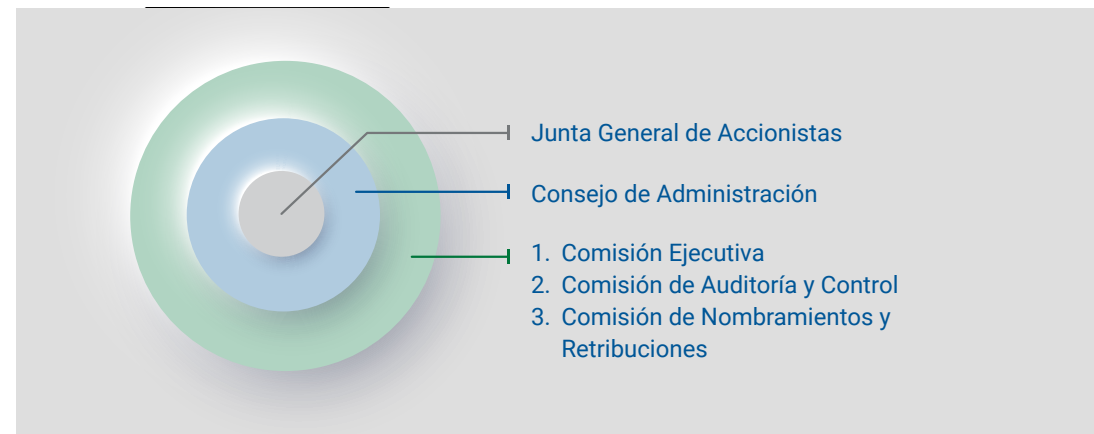 Junta General de Accionistas
Consejo de Administración
1. Comisión Ejecutiva
2. Comisión de Auditoría y Control
3. Comisión de Nombramientos y
Retribuciones